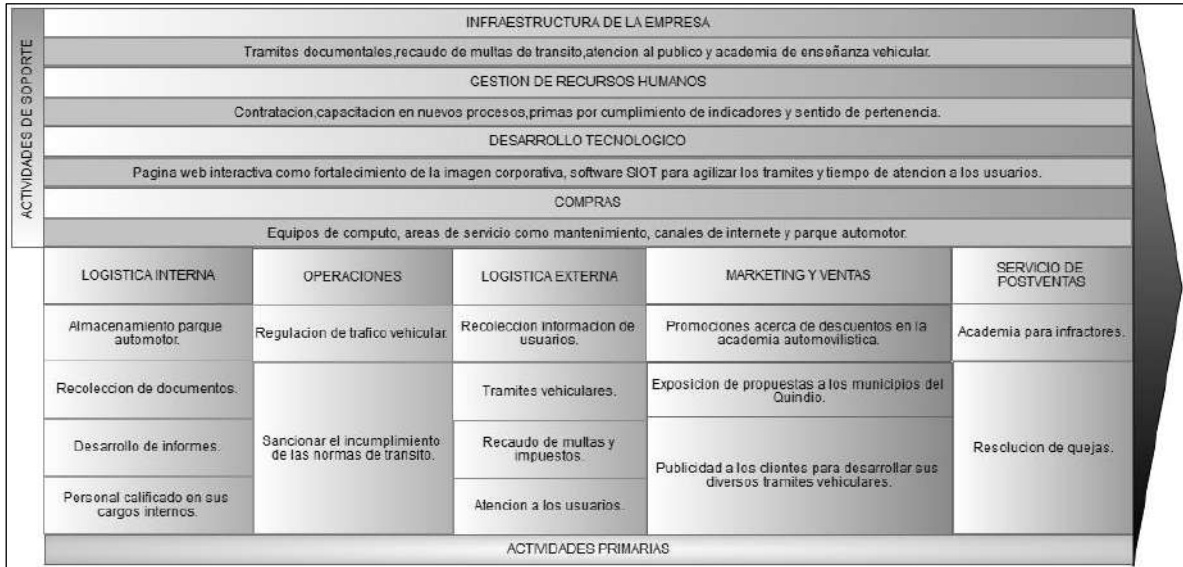 INFRAESTRUCTURA DE LA EMPRESA
Tramites documentales,recaudo de multas de transito,atencion al publico y academia de enseñanza vehicular.
GESTION DE RECURSOS HUMANOS
Contratacion,capacitacion en nuevos procesos,primas por cumplimiento de indicadores y sentido de pertenencia.
DESARROLLO TECNOLOGICO
Pagina web interactiva como fortalecimiento de la imagen corporativa, software SIOT para agilizar los tramites y tiempo de atencion a los usuarios.
COMPRAS
Equipos de computo, areas de servicio como mantenimiento, canales de internete y parque automotor.
ACTIVIDADES DE SOPORTE
LOGISTICA INTERNA
Almacenamiento parque
automotor.
Recoleccion de documentos.
Desarrollo de informes.
Personal calificado en sus
cargos internos.
OPERACIONES
Regulacion de trafico vehicular.
Sancionar el incumplimiento
de las normas de transito.
LOGISTICA EXTERNA
Recoleccion informacion de
usuarios.
Tramites vehiculares.
Recaudo de multas y
impuestos.
Atencion a los usuarios.
MARKETING Y VENTAS
Promociones acerca de descuentos en la
academia automovilistica.
Exposicion de propuestas a los municipios del
Quindio.
Publicidad a los clientes para desarrollar sus
diversos tramites vehiculares.
SERVICIO DE
POSTVENTAS
Academia para infractores.
Resolucion de quejas.
ACTIVIDADES PRIMARIAS